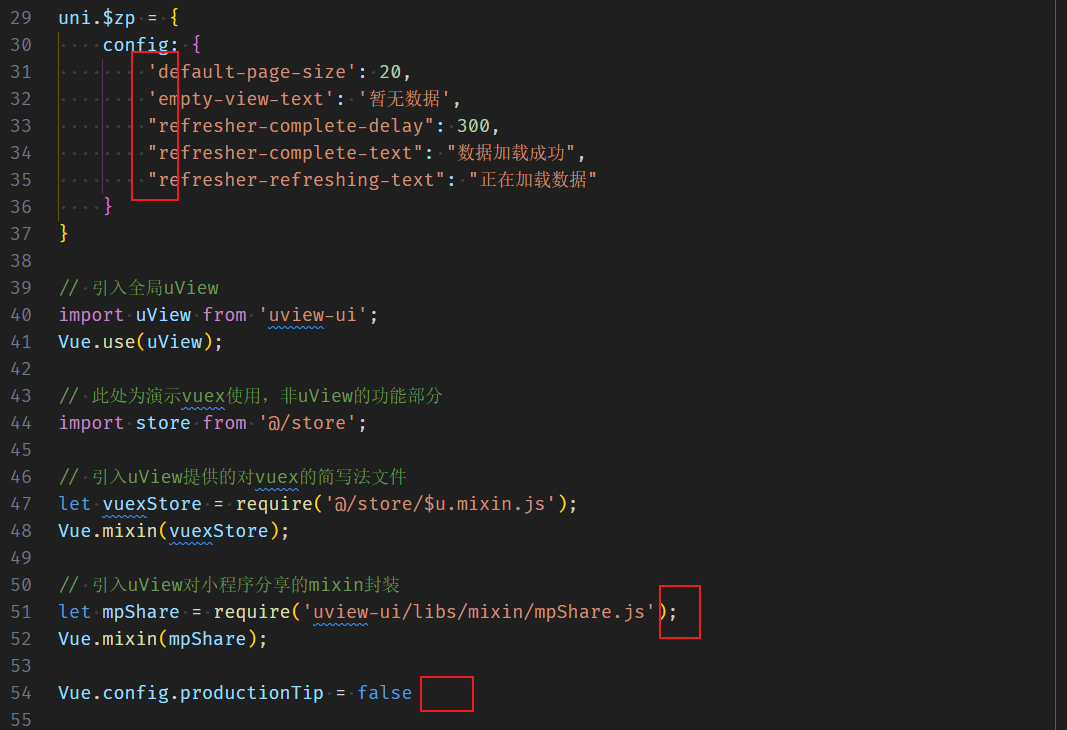 29 uni.$zp = {
30     config: {
31         'default-page-size': 20,
32         'empty-view-text': '暂无数据',
33         "refresher-complete-delay": 300,
34         "refresher-complete-text": "数据加载成功",
35         "refresher-refreshing-text": "正在加载数据"
36     }
37 }
38
39 // 引入全局uView
40 import uView from 'uview-ui';
41 Vue.use(uView);
42
43 // 此处为演示vuex使用，非uView的功能部分
44 import store from '@/store';
45
46 // 引入uView提供的对vuex的简写法文件
47 let vuexStore = require('@/store/$u.mixin.js');
48 Vue.mixin(vuexStore);
49
50 // 引入uView对小程序分享的mixin封装
51 let mpShare = require('uview-ui/libs/mixin/mpShare.js');
52 Vue.mixin(mpShare);
53
54 Vue.config.productionTip = false
55